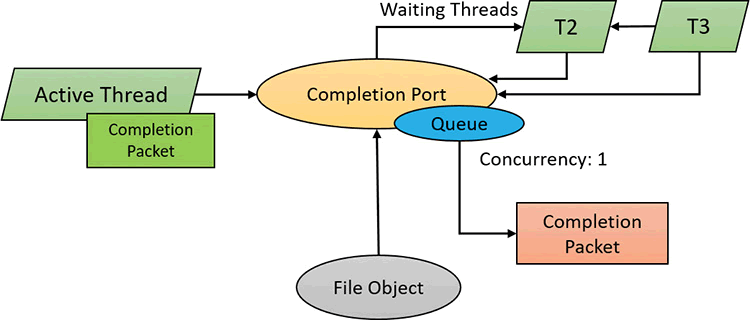 Waiting Threads
T2
T3
Active Thread
Completion
Packet
Completion Port
Queue
Concurrency: 1
Completion
Packet
File Object